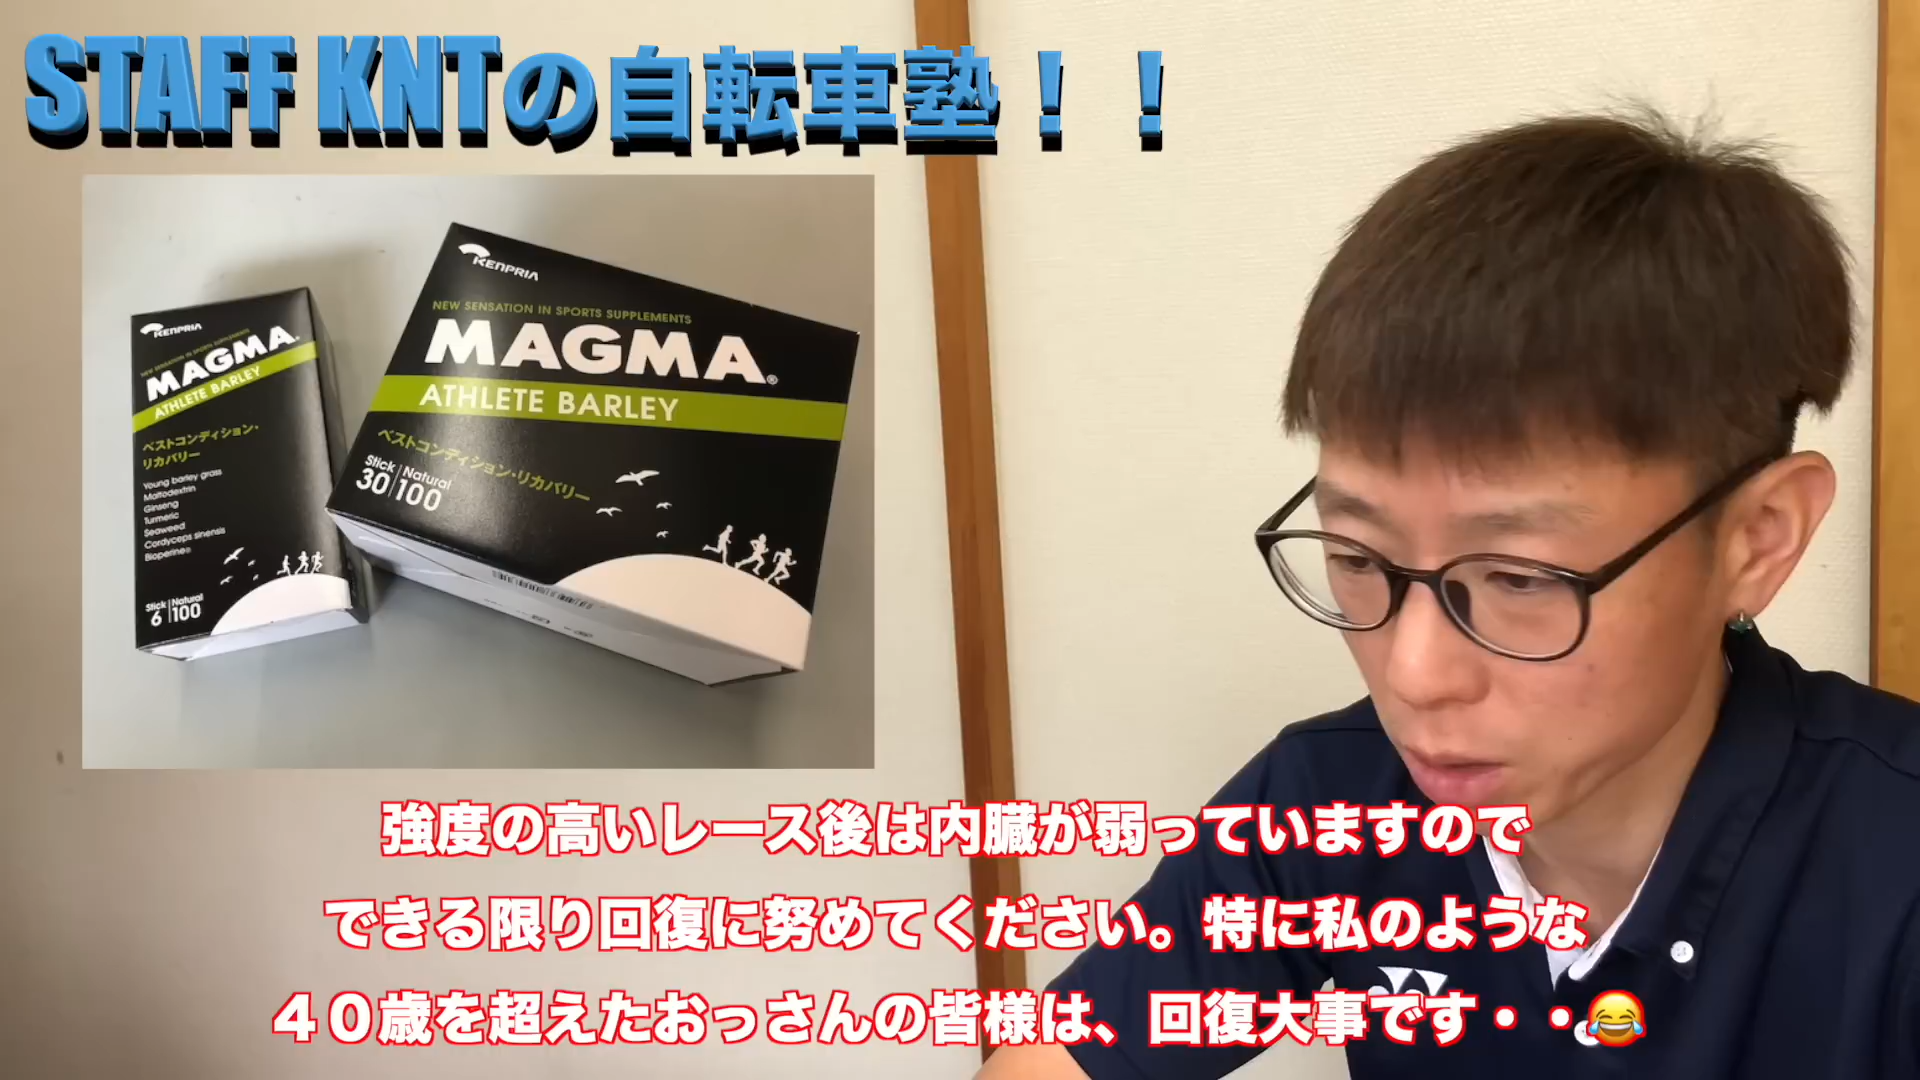 STAFF KNTの自転車塾！！
KENPRIA
NEW SENSATION IN SPORTS SUPPLEMENTS
MAGMA®
ATHLETE BARLEY
ベストコンディション・
リカバリー
Young barley grass
Maltodextrin
Ginseng
Turmeric
Seaweed
Cordyceps sinensis
Bioperine®
Stick 6 Natural 100
KENPRIA
NEW SENSATION IN SPORTS SUPPLEMENTS
MAGMA®
ATHLETE BARLEY
ベストコンディション・リカバリー
Stick 30 Natural 100
強度の高いレース後は内臓が弱っていますので
できる限り回復に努めてください。特に私のような
４０歳を超えたおっさんの皆様は、回復大事です・・😂